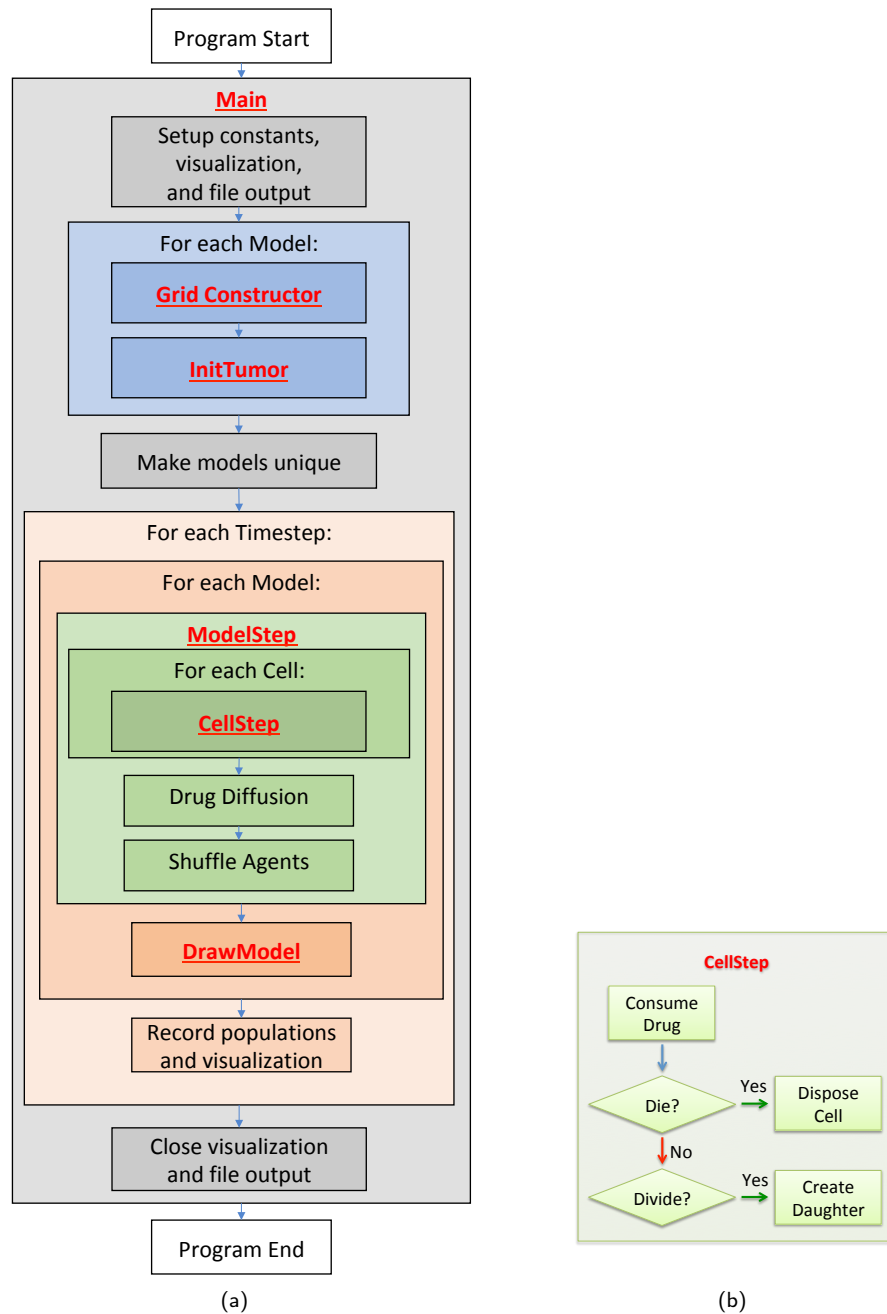 Program Start
Main
Setup constants,
visualization,
and file output
For each Model:
Grid Constructor
InitTumor
Make models unique
For each Timestep:
For each Model:
ModelStep
For each Cell:
CellStep
Drug Diffusion
Shuffle Agents
DrawModel
Record populations
and visualization
Close visualization
and file output
Program End
(a)
CellStep
Consume
Drug
Die?
Yes
Dispose
Cell
No
Divide?
Yes
Create
Daughter
(b)